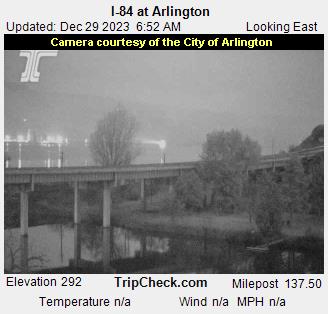 I-84 at Arlington
Updated: Dec 29 2023 6:52 AM Looking East
Camera courtesy of the City of Arlington
Elevation 292 TripCheck.com Milepost 137.50
Temperature n/a Wind n/a MPH n/a